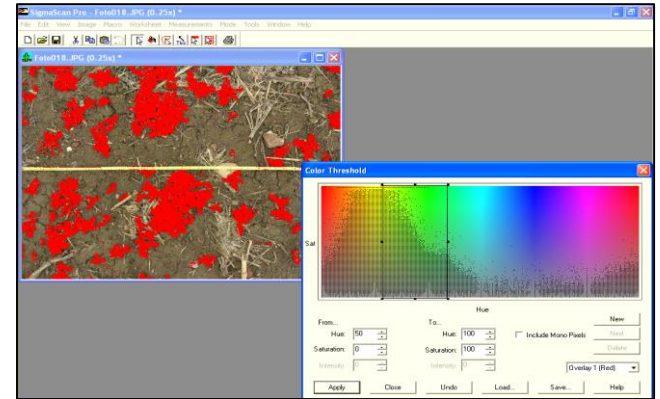 SigmaScan Pro - Foto018.JPG (0.25x) *
File Edit View Image Macro Worksheet Measurements Mode Tools Window Help
Foto018.JPG (0.25x) *
Color Threshold
Sat
Hue
From...
To...
New
Hue: 50
Hue: 100
Include Mono Pixels
Next
Saturation: 0
Saturation: 100
Delete
Intensity: 0
Intensity: 100
Overlay 1 (Red)
Apply
Close
Undo
Load...
Save...
Help